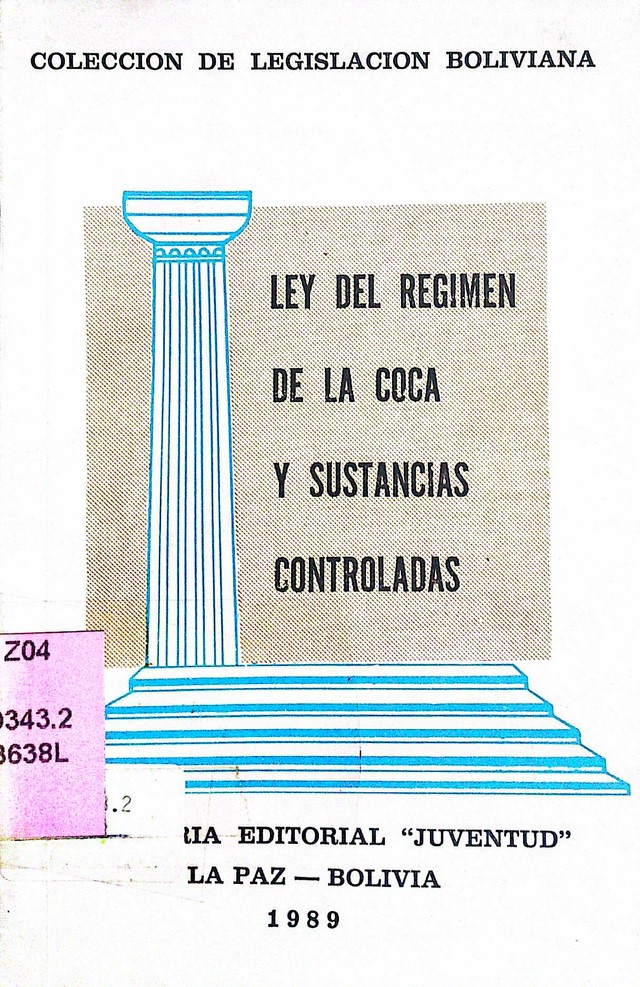 COLECCION DE LEGISLACION BOLIVIANA
LEY DEL REGIMEN
DE LA COCA
Y SUSTANCIAS
CONTROLADAS
Z04
0343.2
3638L
.2
RIA EDITORIAL “JUVENTUD”
LA PAZ — BOLIVIA
1989